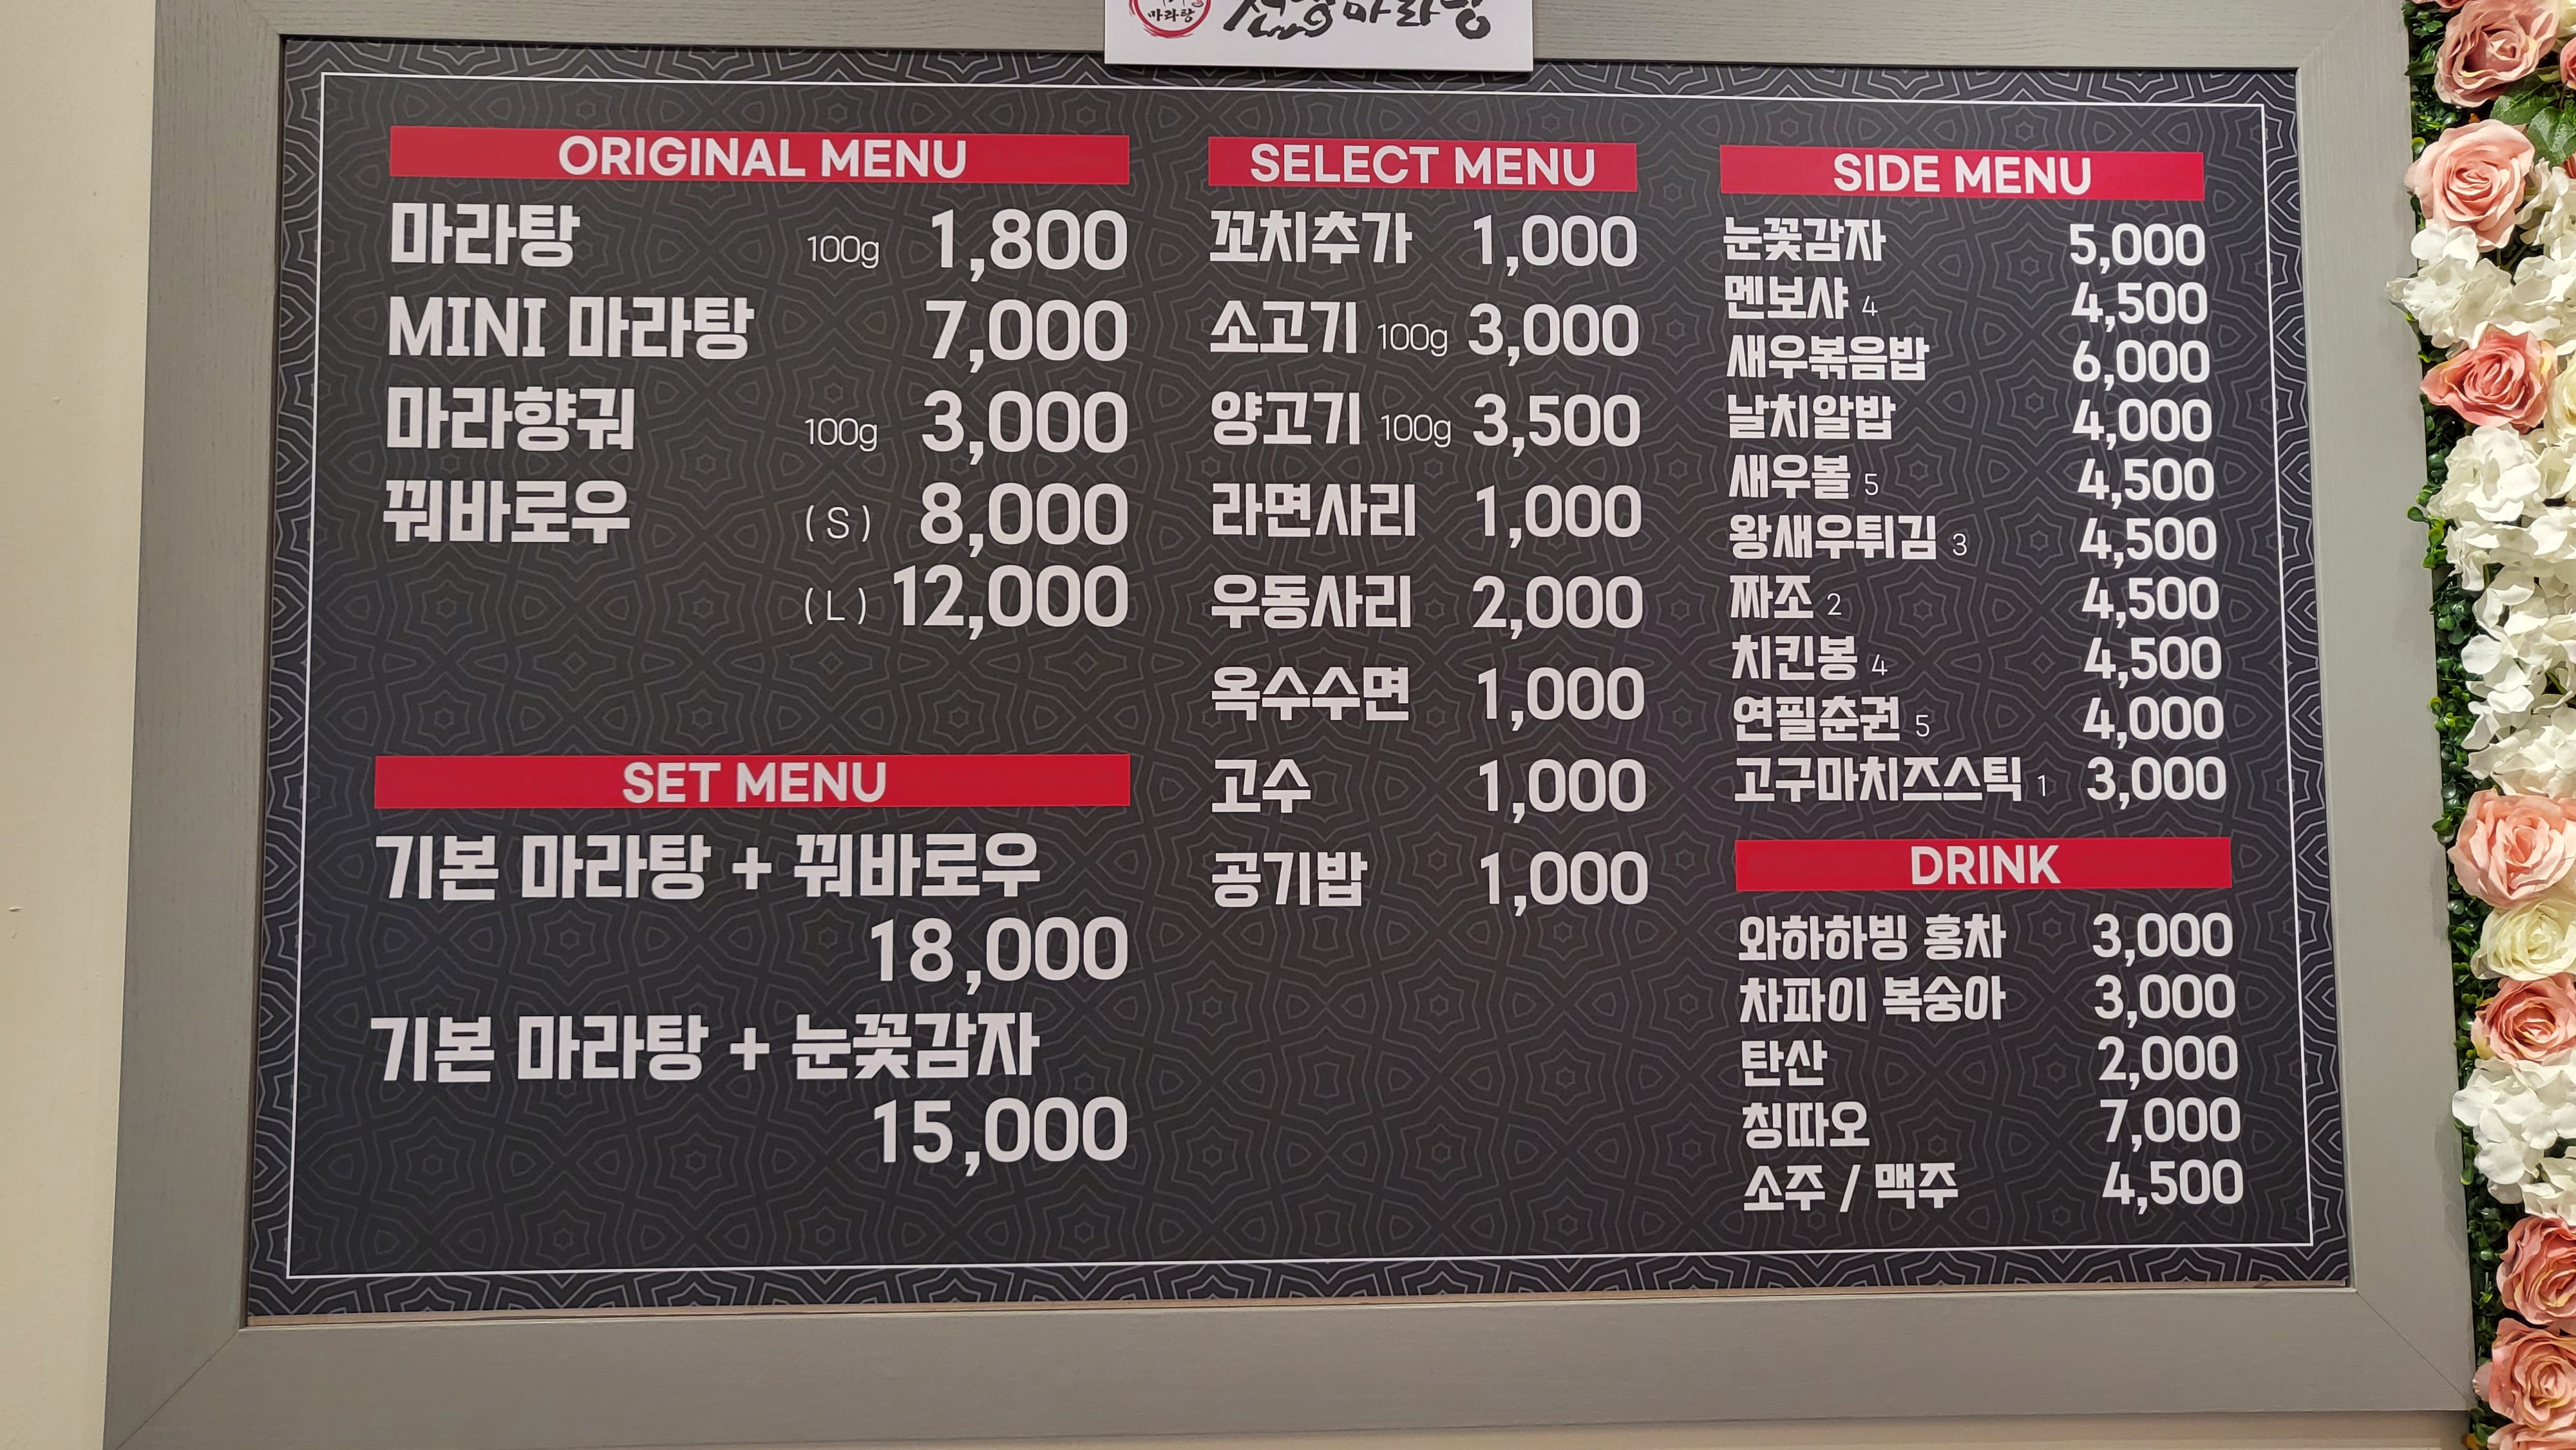 마라탕
마라탕
ORIGINAL MENU
마라탕 100g 1,800
MINI 마라탕 7,000
마라향궈 100g 3,000
꿔바로우 (S) 8,000
(L) 12,000
SET MENU
기본 마라탕 + 꿔바로우
18,000
기본 마라탕 + 눈꽃감자
15,000
SELECT MENU
꼬치추가 1,000
소고기 100g 3,000
양고기 100g 3,500
라면사리 1,000
우동사리 2,000
옥수수면 1,000
고수 1,000
공기밥 1,000
SIDE MENU
눈꽃감자 5,000
멘보샤 4 4,500
새우볶음밥 6,000
날치알밥 4,000
새우볼 5 4,500
왕새우튀김 3 4,500
짜조 2 4,500
치킨봉 4 4,500
연필춘권 5 4,000
고구마치즈스틱 1 3,000
DRINK
와하하빙 홍차 3,000
차파이 복숭아 3,000
탄산 2,000
칭따오 7,000
소주 / 맥주 4,500